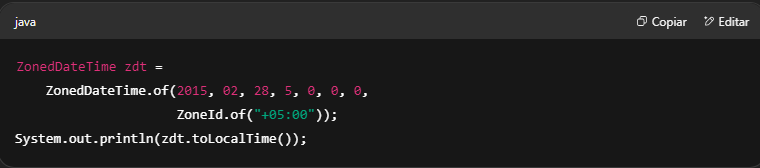 java
Copiar
Editar
ZonedDateTime zdt =
ZonedDateTime.of(2015, 02, 28, 5, 0, 0, 0,
ZoneId.of("+05:00"));
System.out.println(zdt.toLocalTime());